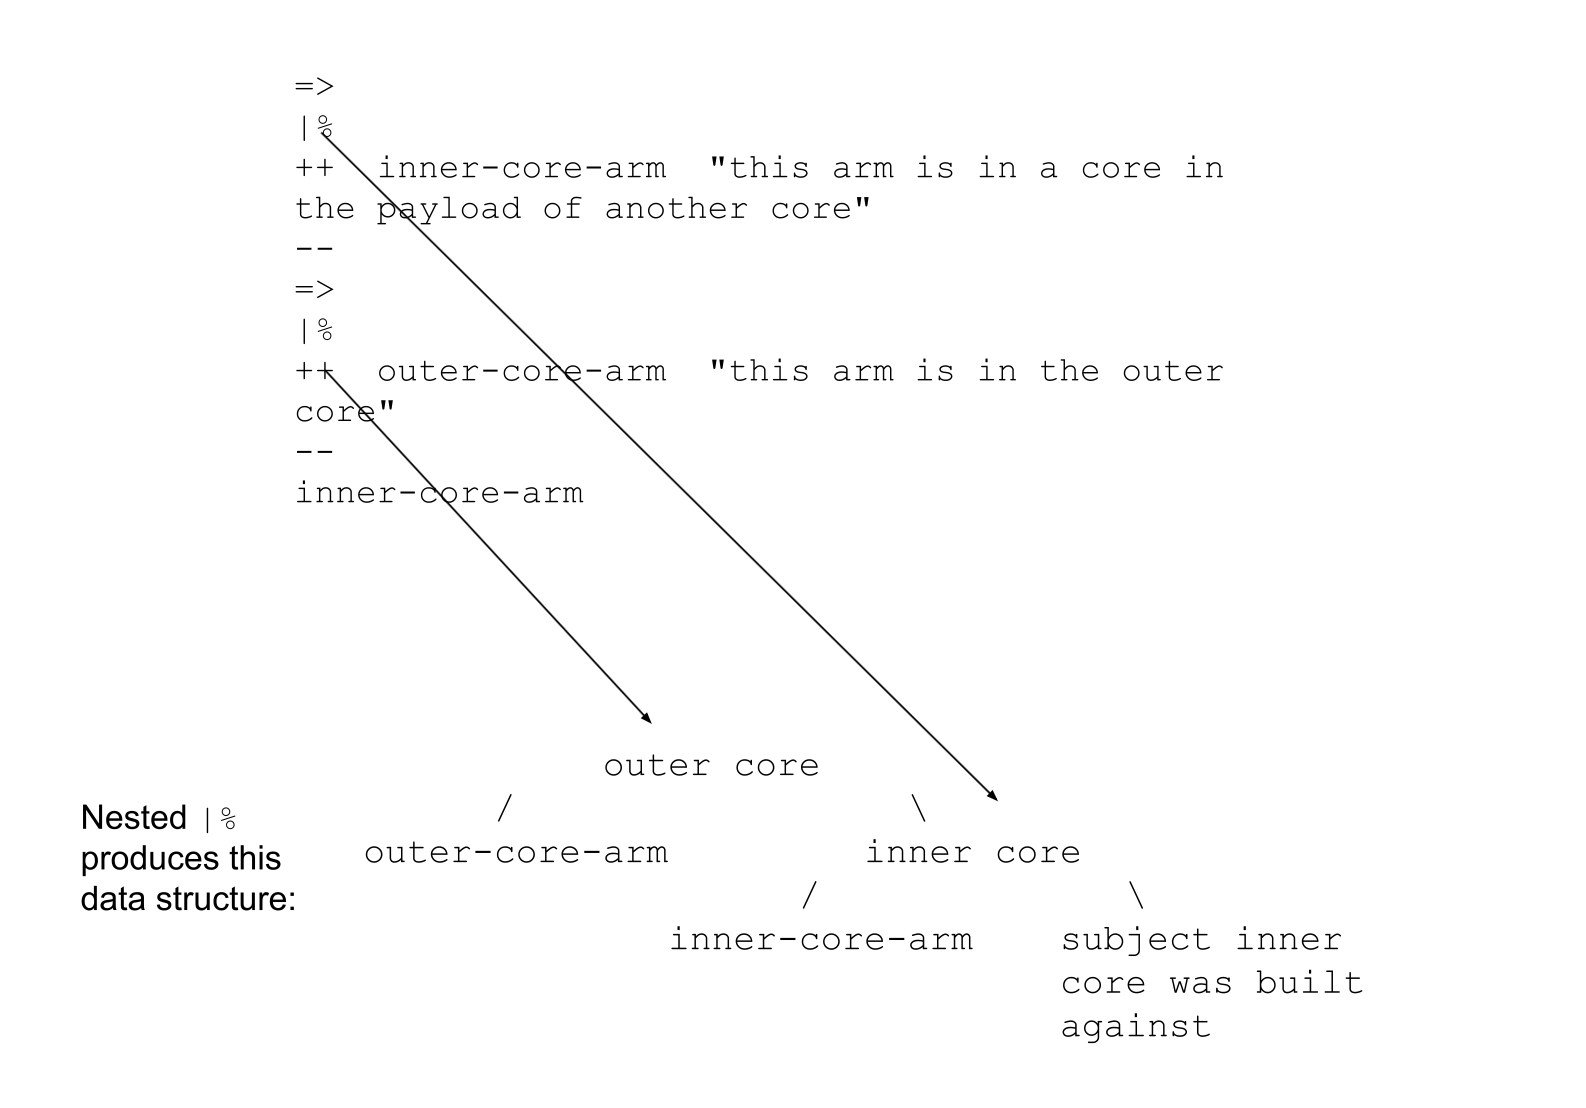 =>
|%
++  inner-core-arm  "this arm is in a core in
the payload of another core"
--
=>
|%
++  outer-core-arm  "this arm is in the outer
core"
--
inner-core-arm
outer core
/ \
Nested |%
produces this
data structure:
outer-core-arm inner core
/ \
inner-core-arm subject inner
core was built
against